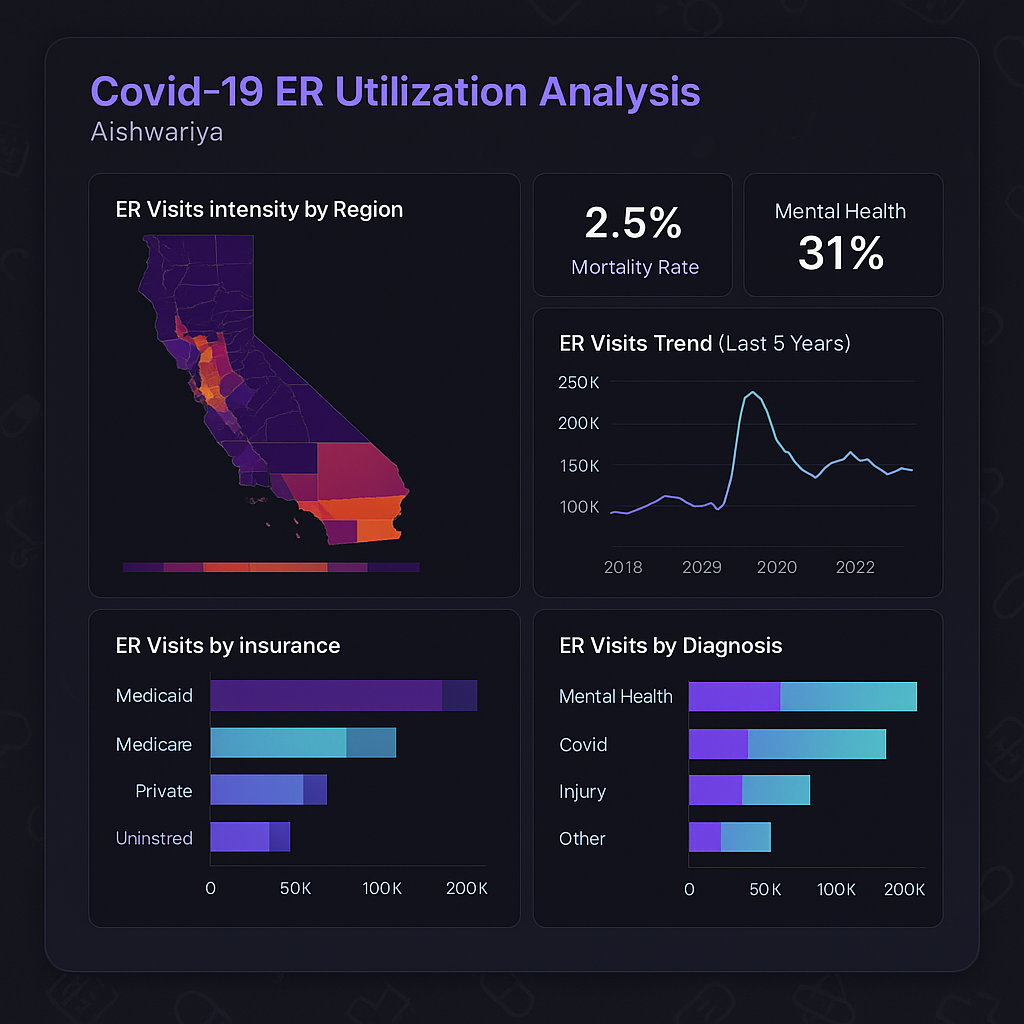 Covid-19 ER Utilization Analysis
Aishwariya
ER Visits intensity by Region
2.5%
Mortality Rate
Mental Health
31%
ER Visits Trend (Last 5 Years)
250K
200K
150K
100K
2018 2029 2020 2022
ER Visits by insurance
Medicaid
Medicare
Private
Uninstred
0 50K 100K 200K
ER Visits by Diagnosis
Mental Health
Covid
Injury
Other
0 50K 100K 200K